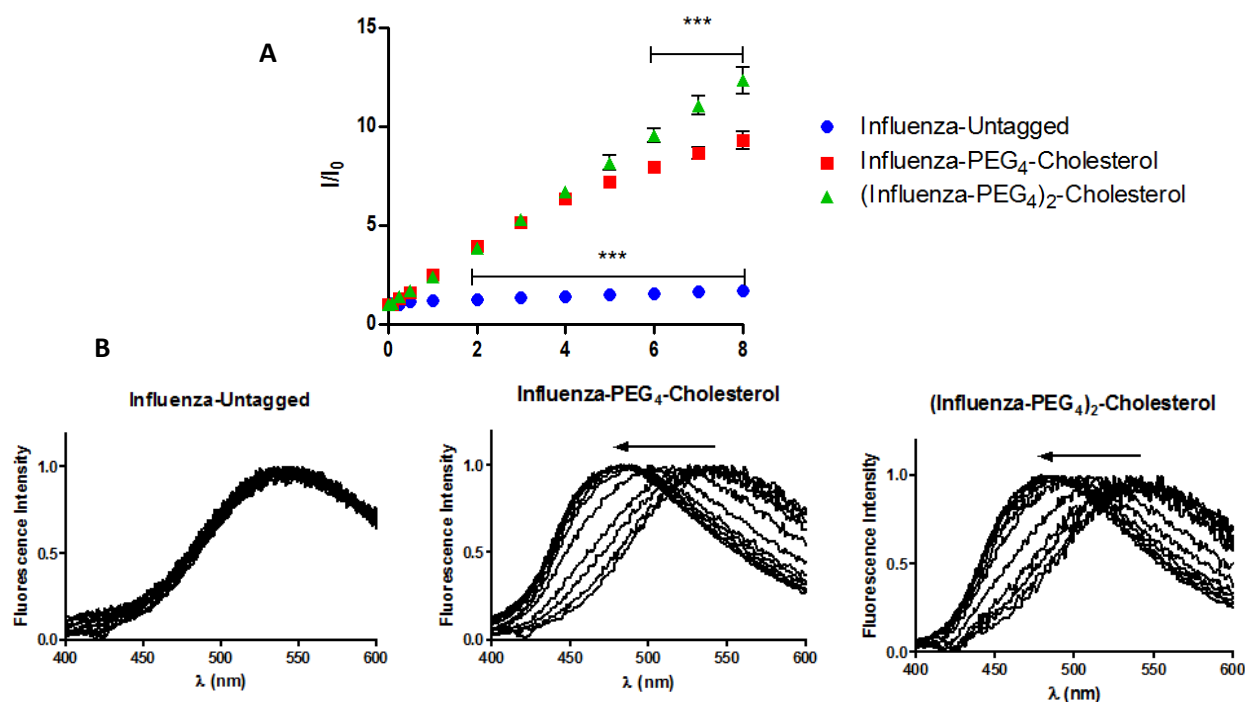 A
***
***
15
10
5
0
I/I₀
0 2 4 6 8
Influenza-Untagged
Influenza-PEG₄-Cholesterol
(Influenza-PEG₄)₂-Cholesterol
B
Influenza-Untagged
Fluorescence Intensity
1.0
0.5
0.0
400 450 500 550 600
λ (nm)
Influenza-PEG₄-Cholesterol
Fluorescence Intensity
1.0
0.5
0.0
400 450 500 550 600
λ (nm)
(Influenza-PEG₄)₂-Cholesterol
Fluorescence Intensity
1.0
0.5
0.0
400 450 500 550 600
λ (nm)